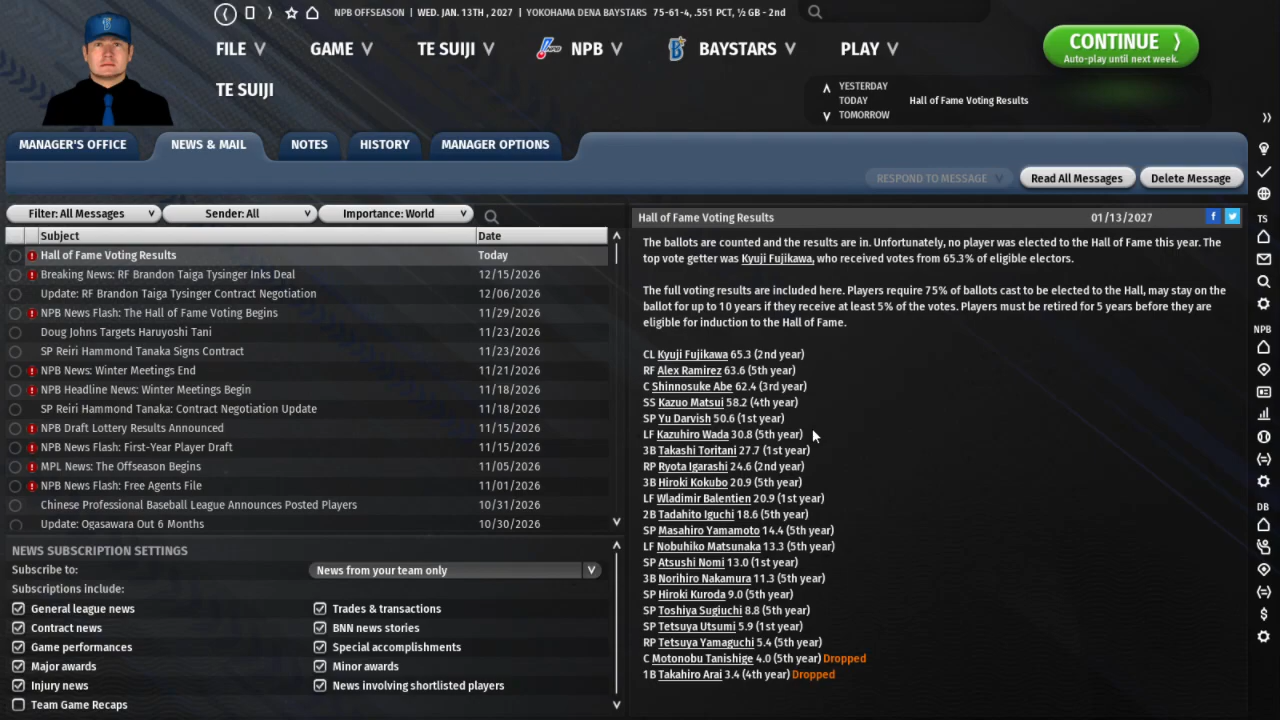 NPB OFFSEASON | WED. JAN. 13TH , 2027 | YOKOHAMA DENA BAYSTARS 75-61-4, .551 PCT, ½ GB - 2nd
FILE GAME TE SUIJI NPB BAYSTARS PLAY
CONTINUE
Auto-play until next week.
TE SUIJI
YESTERDAY
TODAY Hall of Fame Voting Results
TOMORROW
MANAGER'S OFFICE NEWS & MAIL NOTES HISTORY MANAGER OPTIONS
RESPOND TO MESSAGE Read All Messages Delete Message
Filter: All Messages Sender: All Importance: World
Subject Date
Hall of Fame Voting Results Today
Breaking News: RF Brandon Taiga Tysinger Inks Deal 12/15/2026
Update: RF Brandon Taiga Tysinger Contract Negotiation 12/06/2026
NPB News Flash: The Hall of Fame Voting Begins 11/29/2026
Doug Johns Targets Haruyoshi Tani 11/23/2026
SP Reiri Hammond Tanaka Signs Contract 11/23/2026
NPB News: Winter Meetings End 11/21/2026
NPB Headline News: Winter Meetings Begin 11/18/2026
SP Reiri Hammond Tanaka: Contract Negotiation Update 11/18/2026
NPB Draft Lottery Results Announced 11/15/2026
NPB News Flash: First-Year Player Draft 11/15/2026
MPL News: The Offseason Begins 11/05/2026
NPB News Flash: Free Agents File 11/01/2026
Chinese Professional Baseball League Announces Posted Players 10/31/2026
Update: Ogasawara Out 6 Months 10/30/2026
NEWS SUBSCRIPTION SETTINGS
Subscribe to: News from your team only
Subscriptions include:
General league news Trades & transactions
Contract news BNN news stories
Game performances Special accomplishments
Major awards Minor awards
Injury news News involving shortlisted players
Team Game Recaps
Hall of Fame Voting Results 01/13/2027
The ballots are counted and the results are in. Unfortunately, no player was elected to the Hall of Fame this year. The
top vote getter was Kyuji Fujikawa, who received votes from 65.3% of eligible electors.
The full voting results are included here. Players require 75% of ballots cast to be elected to the Hall, may stay on the
ballot for up to 10 years if they receive at least 5% of the votes. Players must be retired for 5 years before they are
eligible for induction to the Hall of Fame.
CL Kyuji Fujikawa 65.3 (2nd year)
RF Alex Ramirez 63.6 (5th year)
C Shinnosuke Abe 62.4 (3rd year)
SS Kazuo Matsui 58.2 (4th year)
SP Yu Darvish 50.6 (1st year)
LF Kazuhiro Wada 30.8 (5th year)
3B Takashi Toritani 27.7 (1st year)
RP Ryota Igarashi 24.6 (2nd year)
3B Hiroki Kokubo 20.9 (5th year)
LF Wladimir Balentien 20.9 (1st year)
2B Tadahito Iguchi 18.6 (5th year)
SP Masahiro Yamamoto 14.4 (5th year)
LF Nobuhiko Matsunaka 13.3 (5th year)
SP Atsushi Nomi 13.0 (1st year)
3B Norihiro Nakamura 11.3 (5th year)
SP Hiroki Kuroda 9.0 (5th year)
SP Toshiya Sugiuchi 8.8 (5th year)
SP Tetsuya Utsumi 5.9 (1st year)
RP Tetsuya Yamaguchi 5.4 (5th year)
C Motonobu Tanishige 4.0 (5th year) Dropped
1B Takahiro Arai 3.4 (4th year) Dropped
TS
NPB
DB